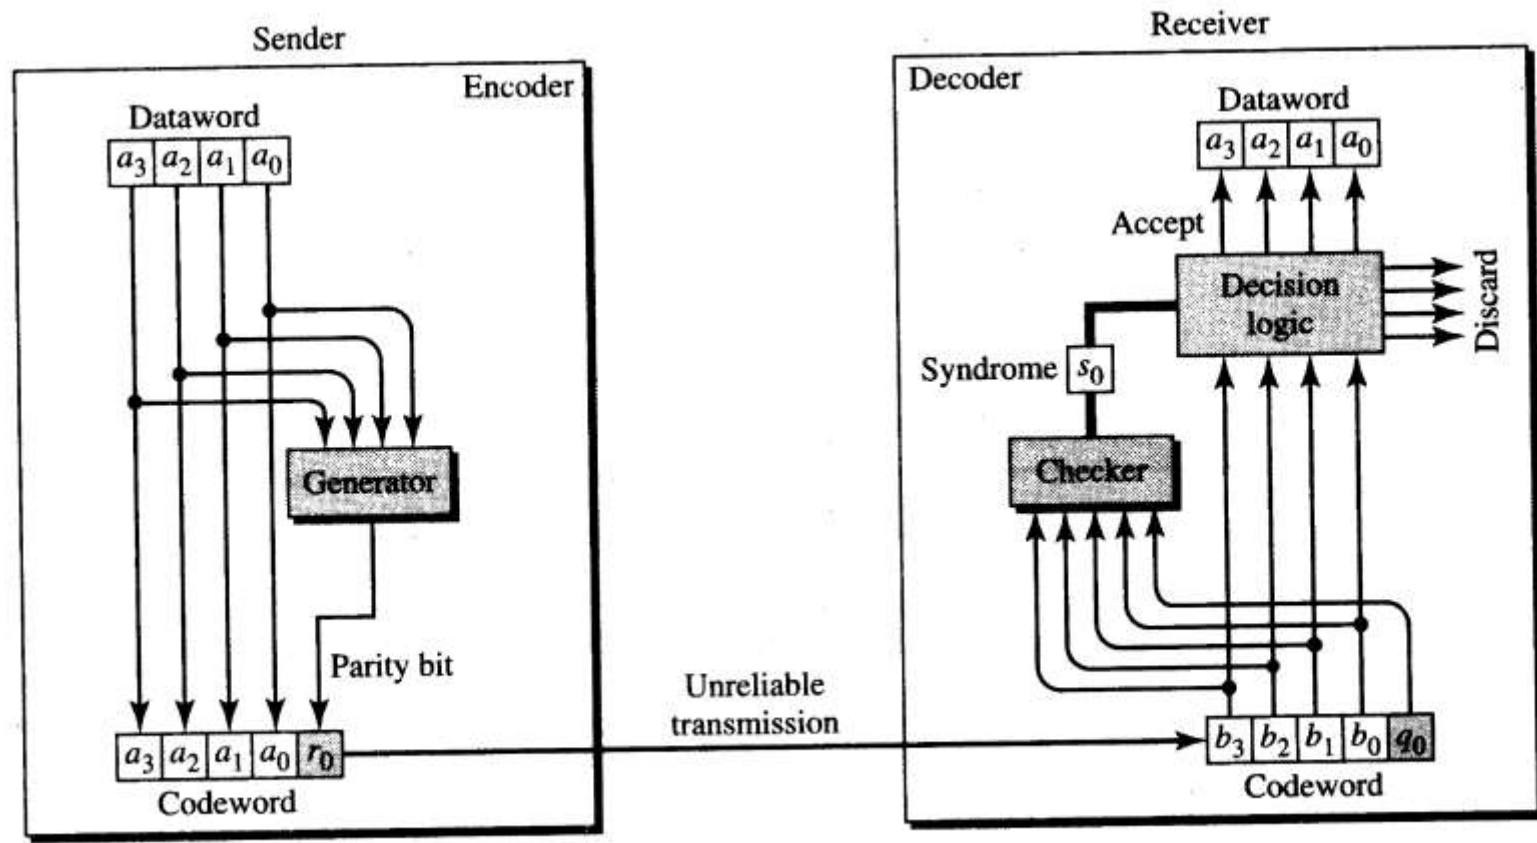 Sender
Encoder
Dataword
a3 a2 a1 a0
Generator
Parity bit
a3 a2 a1 a0 r0
Codeword
Unreliable
transmission
Receiver
Decoder
Dataword
a3 a2 a1 a0
Accept
Decision
logic
Discard
Syndrome s0
Checker
b3 b2 b1 b0 q0
Codeword